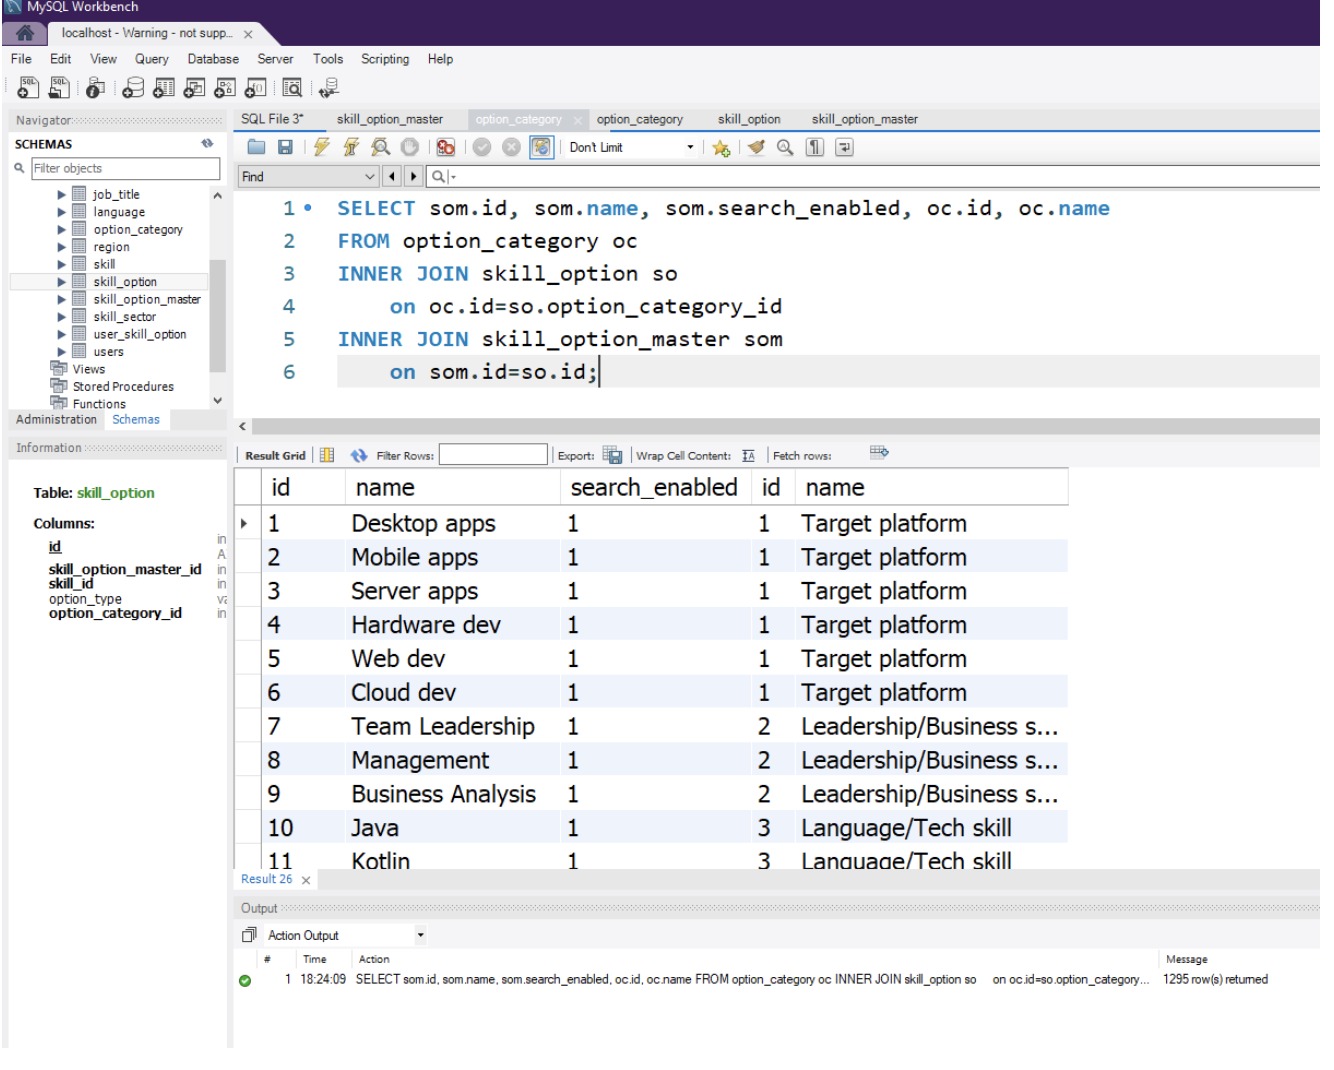 MySQL Workbench
localhost - Warning - not supp...
File Edit View Query Database Server Tools Scripting Help
Navigator
SCHEMAS
Filter objects
job_title
language
option_category
region
skill
skill_option
skill_option_master
skill_sector
user_skill_option
users
Views
Stored Procedures
Functions
Administration Schemas
Information
Table: skill_option
Columns:
id
skill_option_master_id
skill_id
option_type
option_category_id
in
A
in
in
in
SQL File 3* skill_option_master option_category option_category skill_option skill_option_master
Don't Limit
Find
1 SELECT som.id, som.name, som.search_enabled, oc.id, oc.name
2 FROM option_category oc
3 INNER JOIN skill_option so
4 on oc.id=so.option_category_id
5 INNER JOIN skill_option_master som
6 on som.id=so.id;
Result Grid Filter Rows: Export: Wrap Cell Content: Fetch rows:
id name search_enabled id name
1 Desktop apps 1 1 Target platform
2 Mobile apps 1 1 Target platform
3 Server apps 1 1 Target platform
4 Hardware dev 1 1 Target platform
5 Web dev 1 1 Target platform
6 Cloud dev 1 1 Target platform
7 Team Leadership 1 2 Leadership/Business s...
8 Management 1 2 Leadership/Business s...
9 Business Analysis 1 2 Leadership/Business s...
10 Java 1 3 Language/Tech skill
11 Kotlin 1 3 Language/Tech skill
Result 26
Output
Action Output
# Time Action Message
1 18:24:09 SELECT som.id, som.name, som.search_enabled, oc.id, oc.name FROM option_category oc INNER JOIN skill_option so on oc.id=so.option_category... 1295 row(s) returned